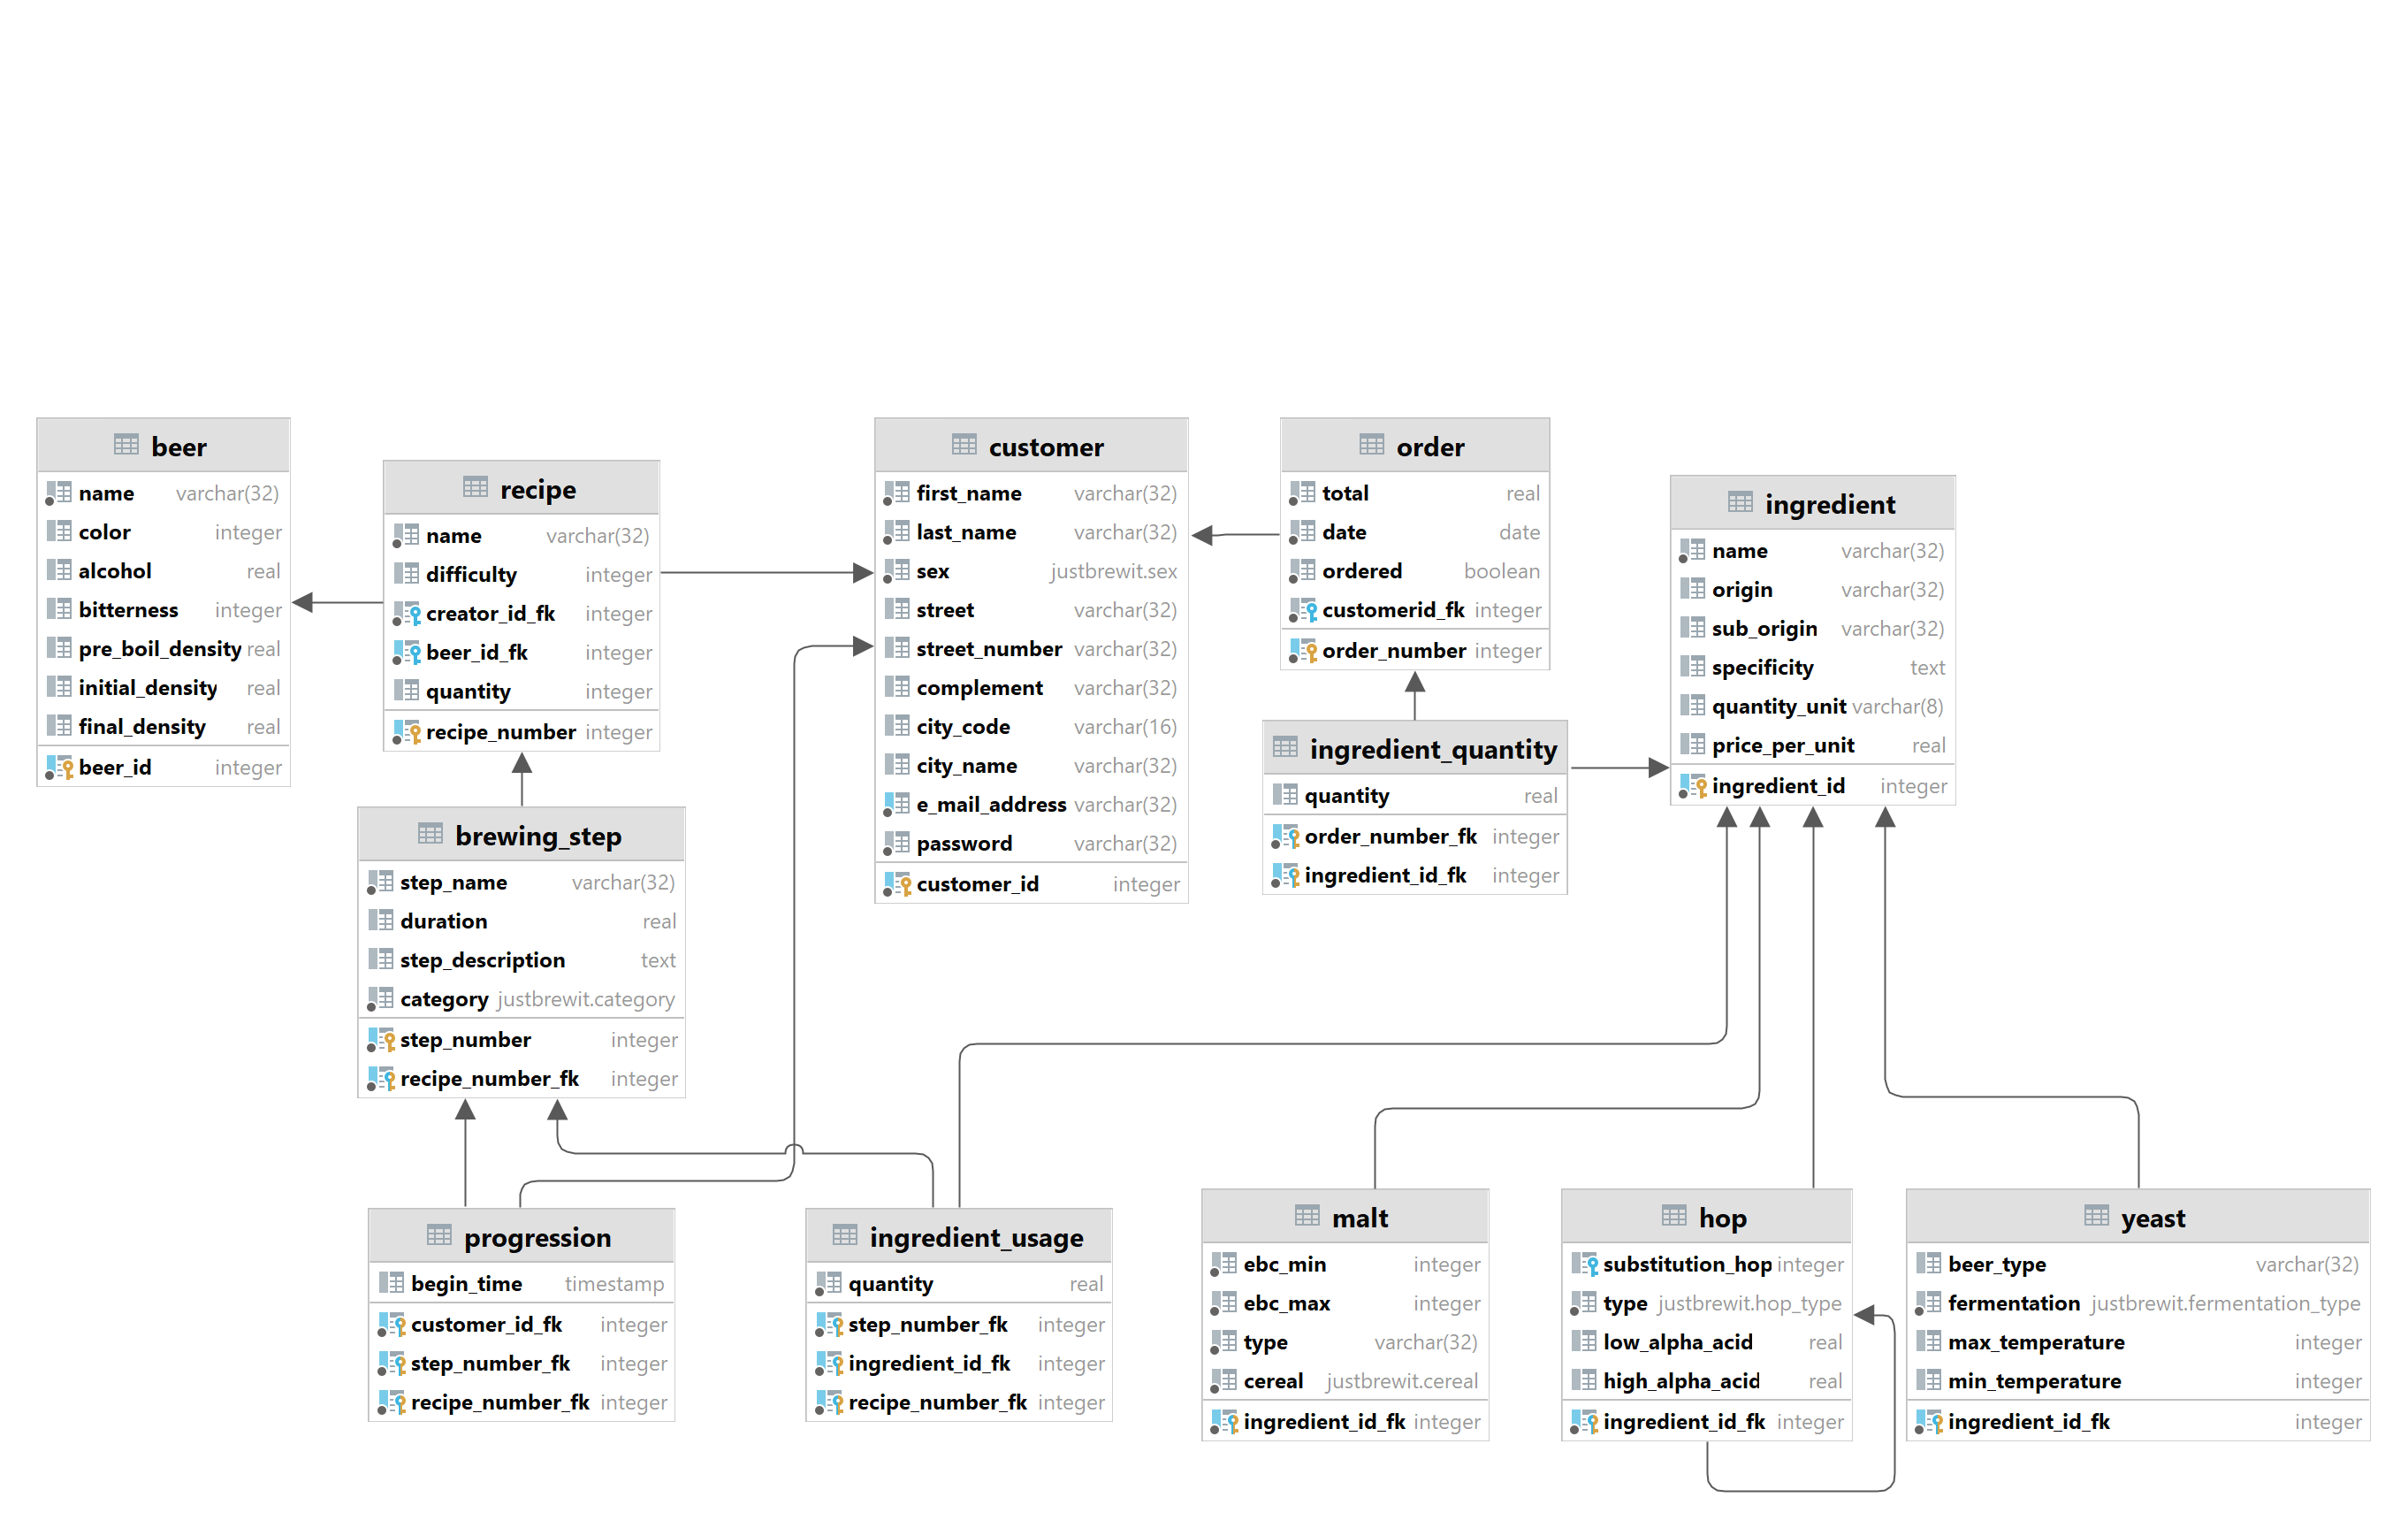 beer
name varchar(32)
color integer
alcohol real
bitterness integer
pre_boil_density real
initial_density real
final_density real
beer_id integer
recipe
name varchar(32)
difficulty integer
creator_id_fk integer
beer_id_fk integer
quantity integer
recipe_number integer
customer
first_name varchar(32)
last_name varchar(32)
sex justbrewit.sex
street varchar(32)
street_number varchar(32)
complement varchar(32)
city_code varchar(16)
city_name varchar(32)
e_mail_address varchar(32)
password varchar(32)
customer_id integer
order
total real
date date
ordered boolean
customerid_fk integer
order_number integer
ingredient
name varchar(32)
origin varchar(32)
sub_origin varchar(32)
specificity text
quantity_unit varchar(8)
price_per_unit real
ingredient_id integer
ingredient_quantity
quantity real
order_number_fk integer
ingredient_id_fk integer
brewing_step
step_name varchar(32)
duration real
step_description text
category justbrewit.category
step_number integer
recipe_number_fk integer
progression
begin_time timestamp
customer_id_fk integer
step_number_fk integer
recipe_number_fk integer
ingredient_usage
quantity real
step_number_fk integer
ingredient_id_fk integer
recipe_number_fk integer
malt
ebc_min integer
ebc_max integer
type varchar(32)
cereal justbrewit.cereal
ingredient_id_fk integer
hop
substitution_hop integer
type justbrewit.hop_type
low_alpha_acid real
high_alpha_acid real
ingredient_id_fk integer
yeast
beer_type varchar(32)
fermentation justbrewit.fermentation_type
max_temperature integer
min_temperature integer
ingredient_id_fk integer